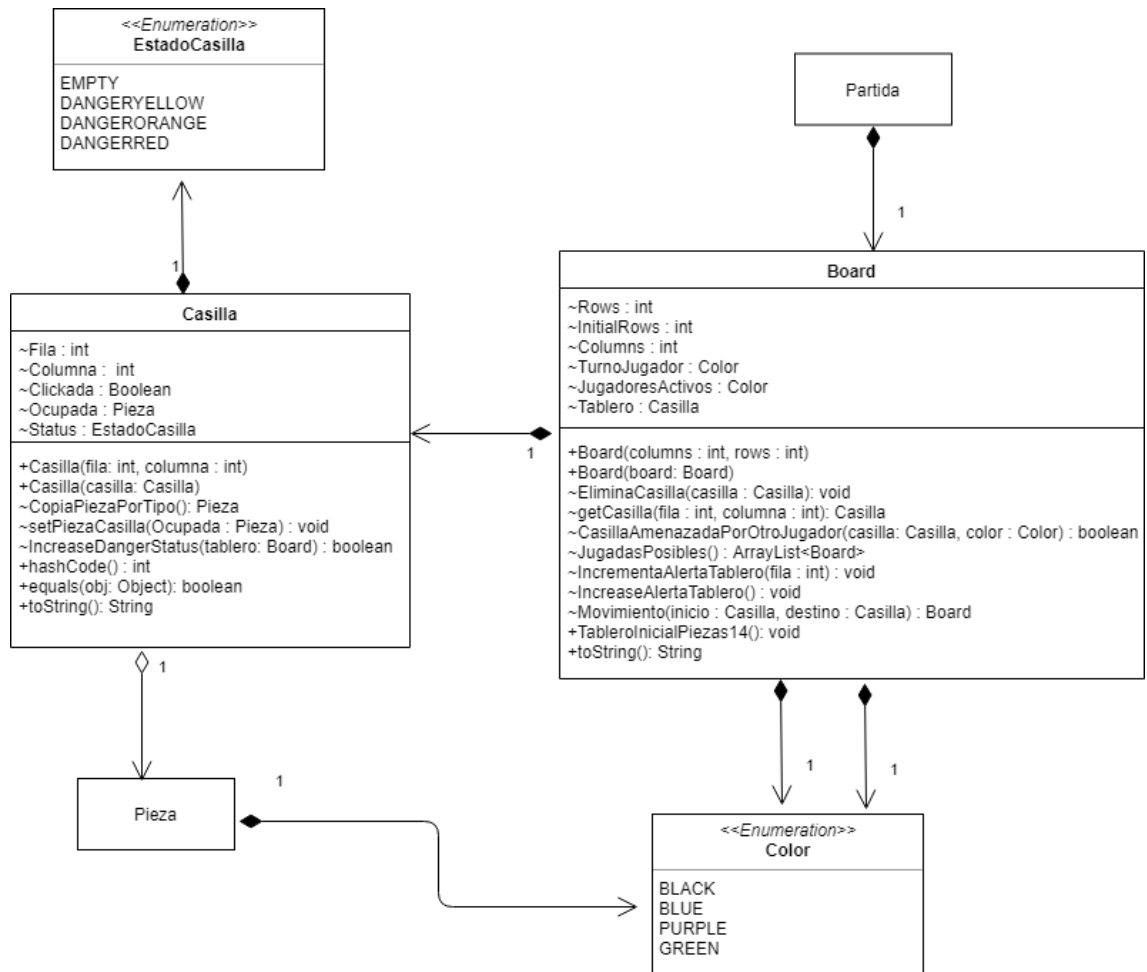 <<Enumeration>>
EstadoCasilla
EMPTY
DANGERYELLOW
DANGERORANGE
DANGERRED
Partida
1
1
Casilla
~Fila : int
~Columna :  int
~Clickada : Boolean
~Ocupada : Pieza
~Status : EstadoCasilla
+Casilla(fila: int, columna : int)
+Casilla(casilla: Casilla)
~CopiaPiezaPorTipo(): Pieza
~setPiezaCasilla(Ocupada : Pieza) : void
~IncreaseDangerStatus(tablero: Board) : boolean
+hashCode() : int
+equals(obj: Object): boolean
+toString(): String
1
Board
~Rows : int
~InitialRows : int
~Columns : int
~TurnoJugador : Color
~JugadoresActivos : Color
~Tablero : Casilla
+Board(columns : int, rows : int)
+Board(board: Board)
~EliminaCasilla(casilla : Casilla): void
~getCasilla(fila : int, columna : int): Casilla
~CasillaAmenazadaPorOtroJugador(casilla: Casilla, color : Color) : boolean
~JugadasPosibles() : ArrayList<Board>
~IncrementaAlertaTablero(fila : int) : void
~IncreaseAlertaTablero() : void
~Movimiento(inicio : Casilla, destino : Casilla) : Board
+TableroInicialPiezas14(): void
+toString(): String
1
1
1
Pieza
1
<<Enumeration>>
Color
BLACK
BLUE
PURPLE
GREEN